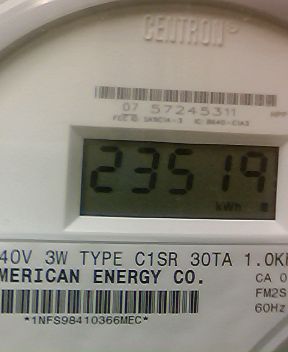 CENTRON
07 57245311
23519
kWh
40V 3W TYPE C1SR 30TA 1.0K
MERICAN ENERGY CO.
CA 0
FM2S
60Hz
*1NFS98410366MEC*